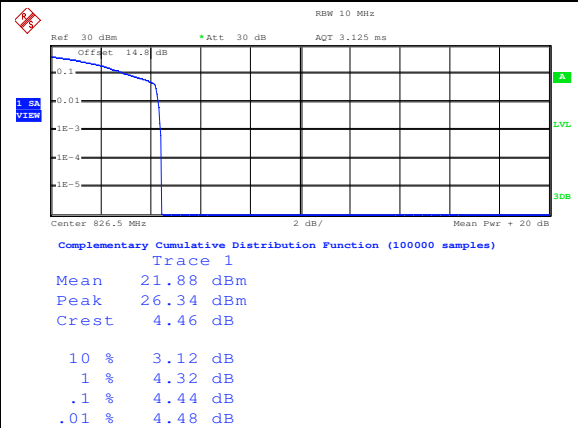 RBW 10 MHz
Ref 30 dBm *Att 30 dB AQT 3.125 ms
Offset 14.8 dB
0.1
A
0.01
1 SA
VIEW
1E-3
LVL
1E-4
1E-5
3DB
Center 826.5 MHz 2 dB/ Mean Pwr + 20 dB
Complementary Cumulative Distribution Function (100000 samples)
Trace 1
Mean 21.88 dBm
Peak 26.34 dBm
Crest 4.46 dB
10 % 3.12 dB
1 % 4.32 dB
.1 % 4.44 dB
.01 % 4.48 dB